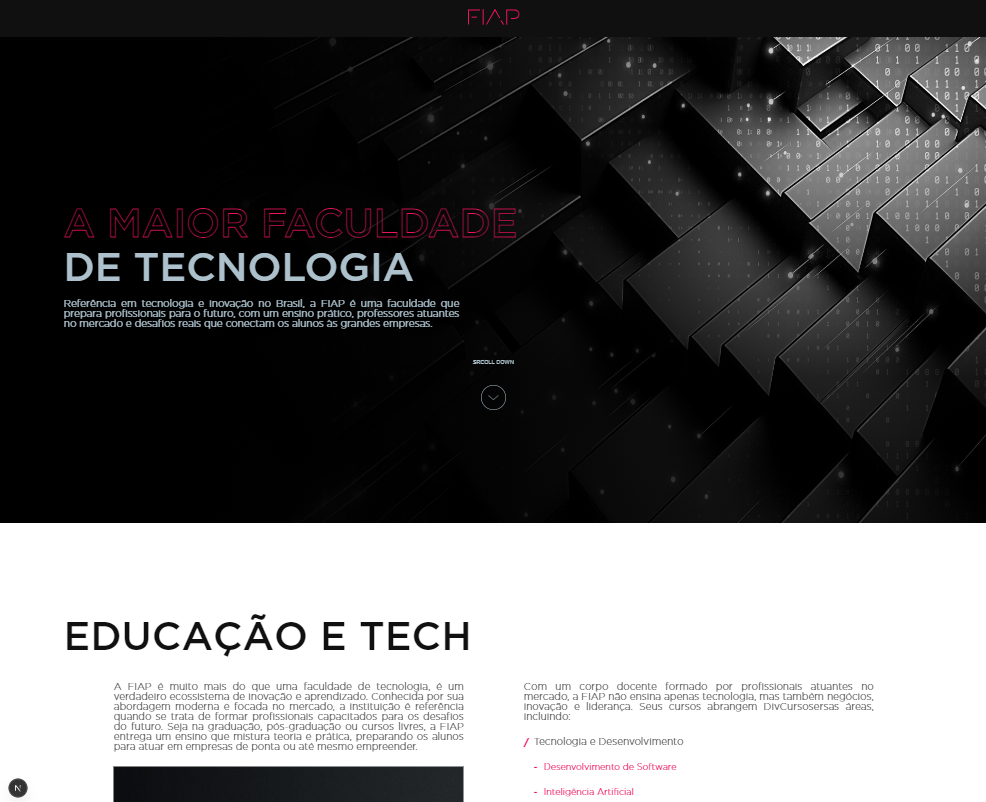 FIAP
A MAIOR FACULDADE
DE TECNOLOGIA
Referência em tecnologia e inovação no Brasil, a FIAP é uma faculdade que
prepara profissionais para o futuro, com um ensino prático, professores atuantes
no mercado e desafios reais que conectam os alunos às grandes empresas.
SRCOLL DOWN
EDUCAÇÃO E TECH
A FIAP é muito mais do que uma faculdade de tecnologia, é um
verdadeiro ecossistema de inovação e aprendizado. Conhecida por sua
abordagem moderna e focada no mercado, a instituição é referência
quando se trata de formar profissionais capacitados para os desafios
do futuro. Seja na graduação, pós-graduação ou cursos livres, a FIAP
entrega um ensino que mistura teoria e prática, preparando os alunos
para atuar em empresas de ponta ou até mesmo empreender.
Com um corpo docente formado por profissionais atuantes no
mercado, a FIAP não ensina apenas tecnologia, mas também negócios,
inovação e liderança. Seus cursos abrangem DivCursosersas áreas,
incluindo:
/ Tecnologia e Desenvolvimento
- Desenvolvimento de Software
- Inteligência Artificial
N